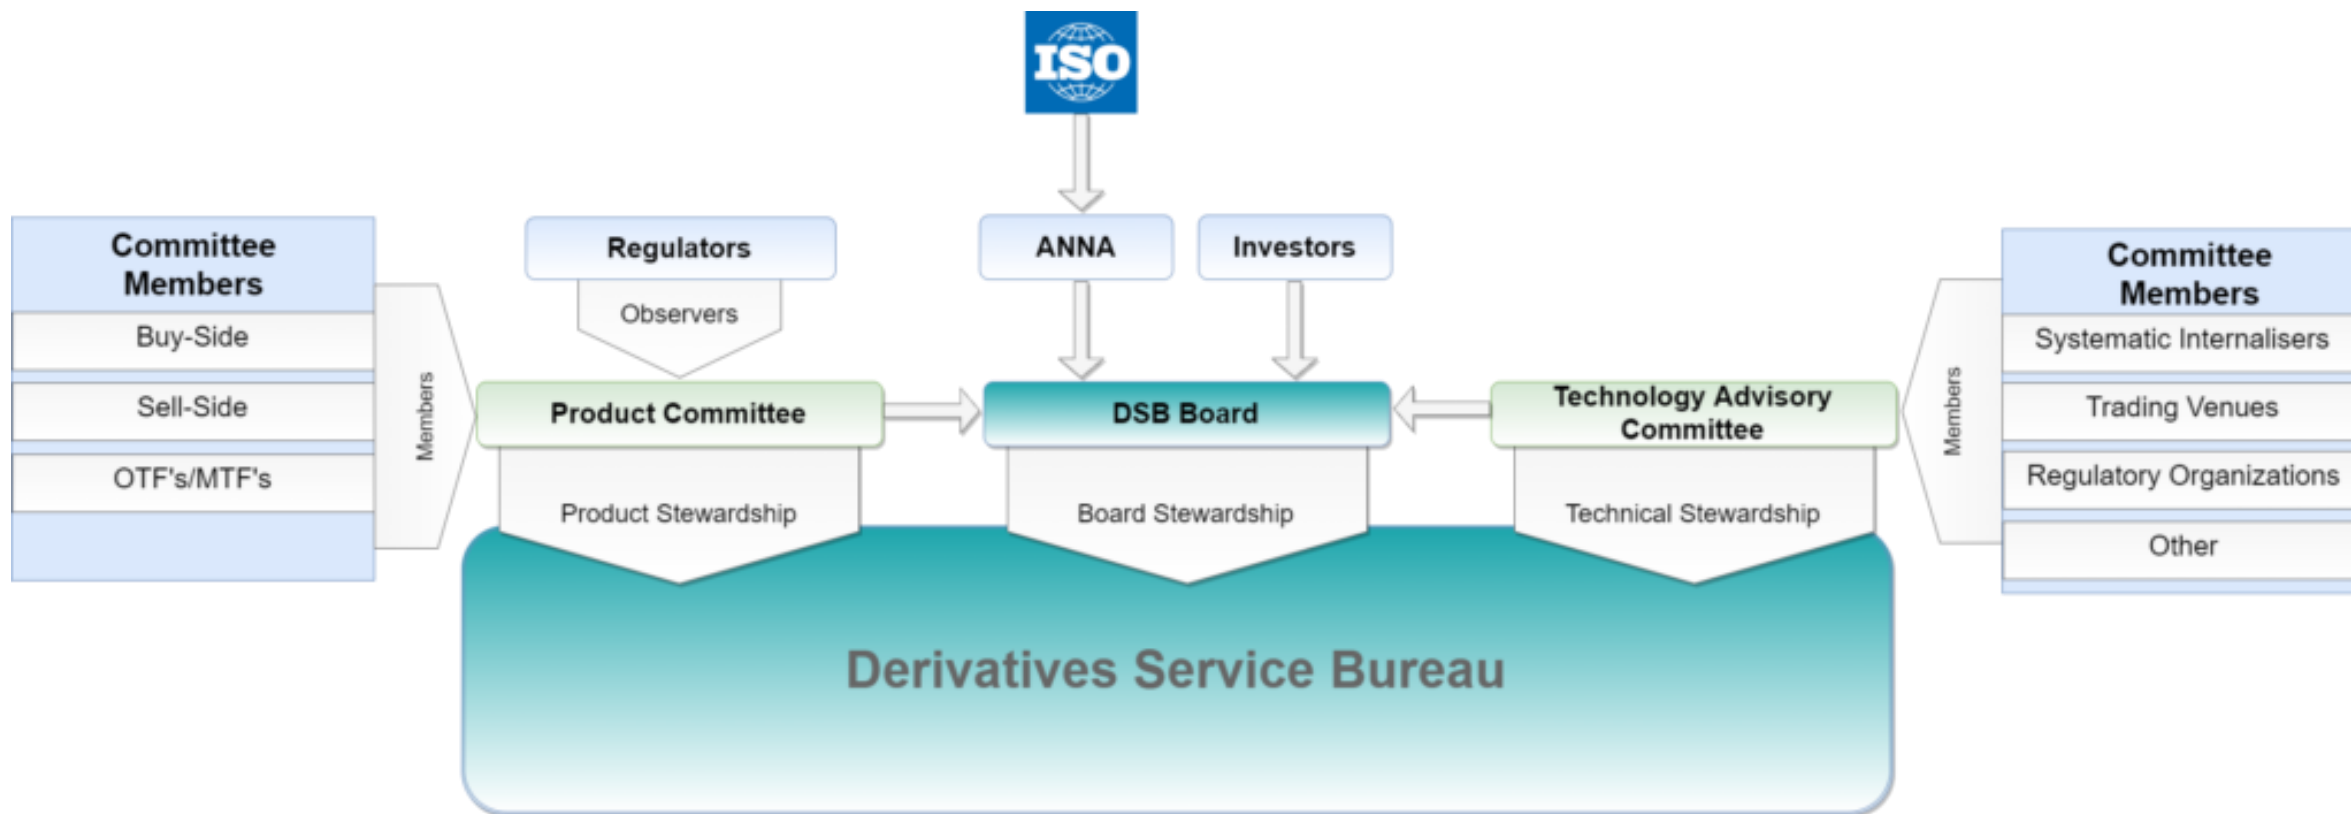 ISO
Committee
Members
Buy-Side
Sell-Side
OTF's/MTF's
Members
Regulators
Observers
ANNA
Investors
Product Committee
DSB Board
Technology Advisory
Committee
Product Stewardship
Board Stewardship
Technical Stewardship
Derivatives Service Bureau
Members
Committee
Members
Systematic Internalisers
Trading Venues
Regulatory Organizations
Other